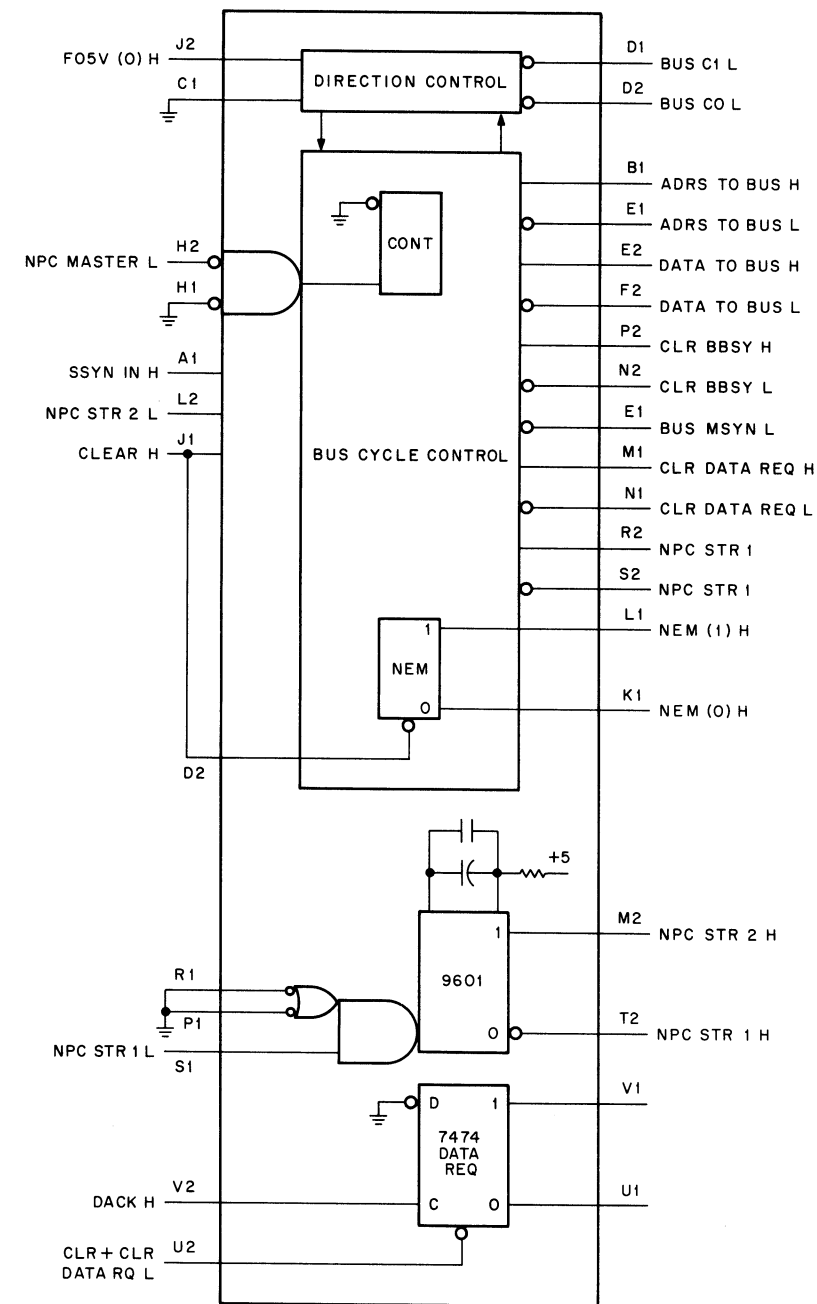 J2
F05V (0) H
C1
DIRECTION CONTROL
D1
BUS C1 L
D2
BUS C0 L
CONT
B1
ADRS TO BUS H
E1
ADRS TO BUS L
E2
DATA TO BUS H
F2
DATA TO BUS L
P2
CLR BBSY H
N2
CLR BBSY L
E1
BUS MSYN L
M1
CLR DATA REQ H
N1
CLR DATA REQ L
R2
NPC STR 1
S2
NPC STR 1
L1
NEM (1) H
K1
NEM (0) H
H2
NPC MASTER L
H1
A1
SSYN IN H
L2
NPC STR 2 L
J1
CLEAR H
BUS CYCLE CONTROL
1
NEM
0
D2
+5
1
9601
0
M2
NPC STR 2 H
T2
NPC STR 1 H
R1
P1
NPC STR 1 L
S1
D 1
7474
DATA
REQ
C 0
V1
U1
V2
DACK H
U2
CLR + CLR
DATA RQ L